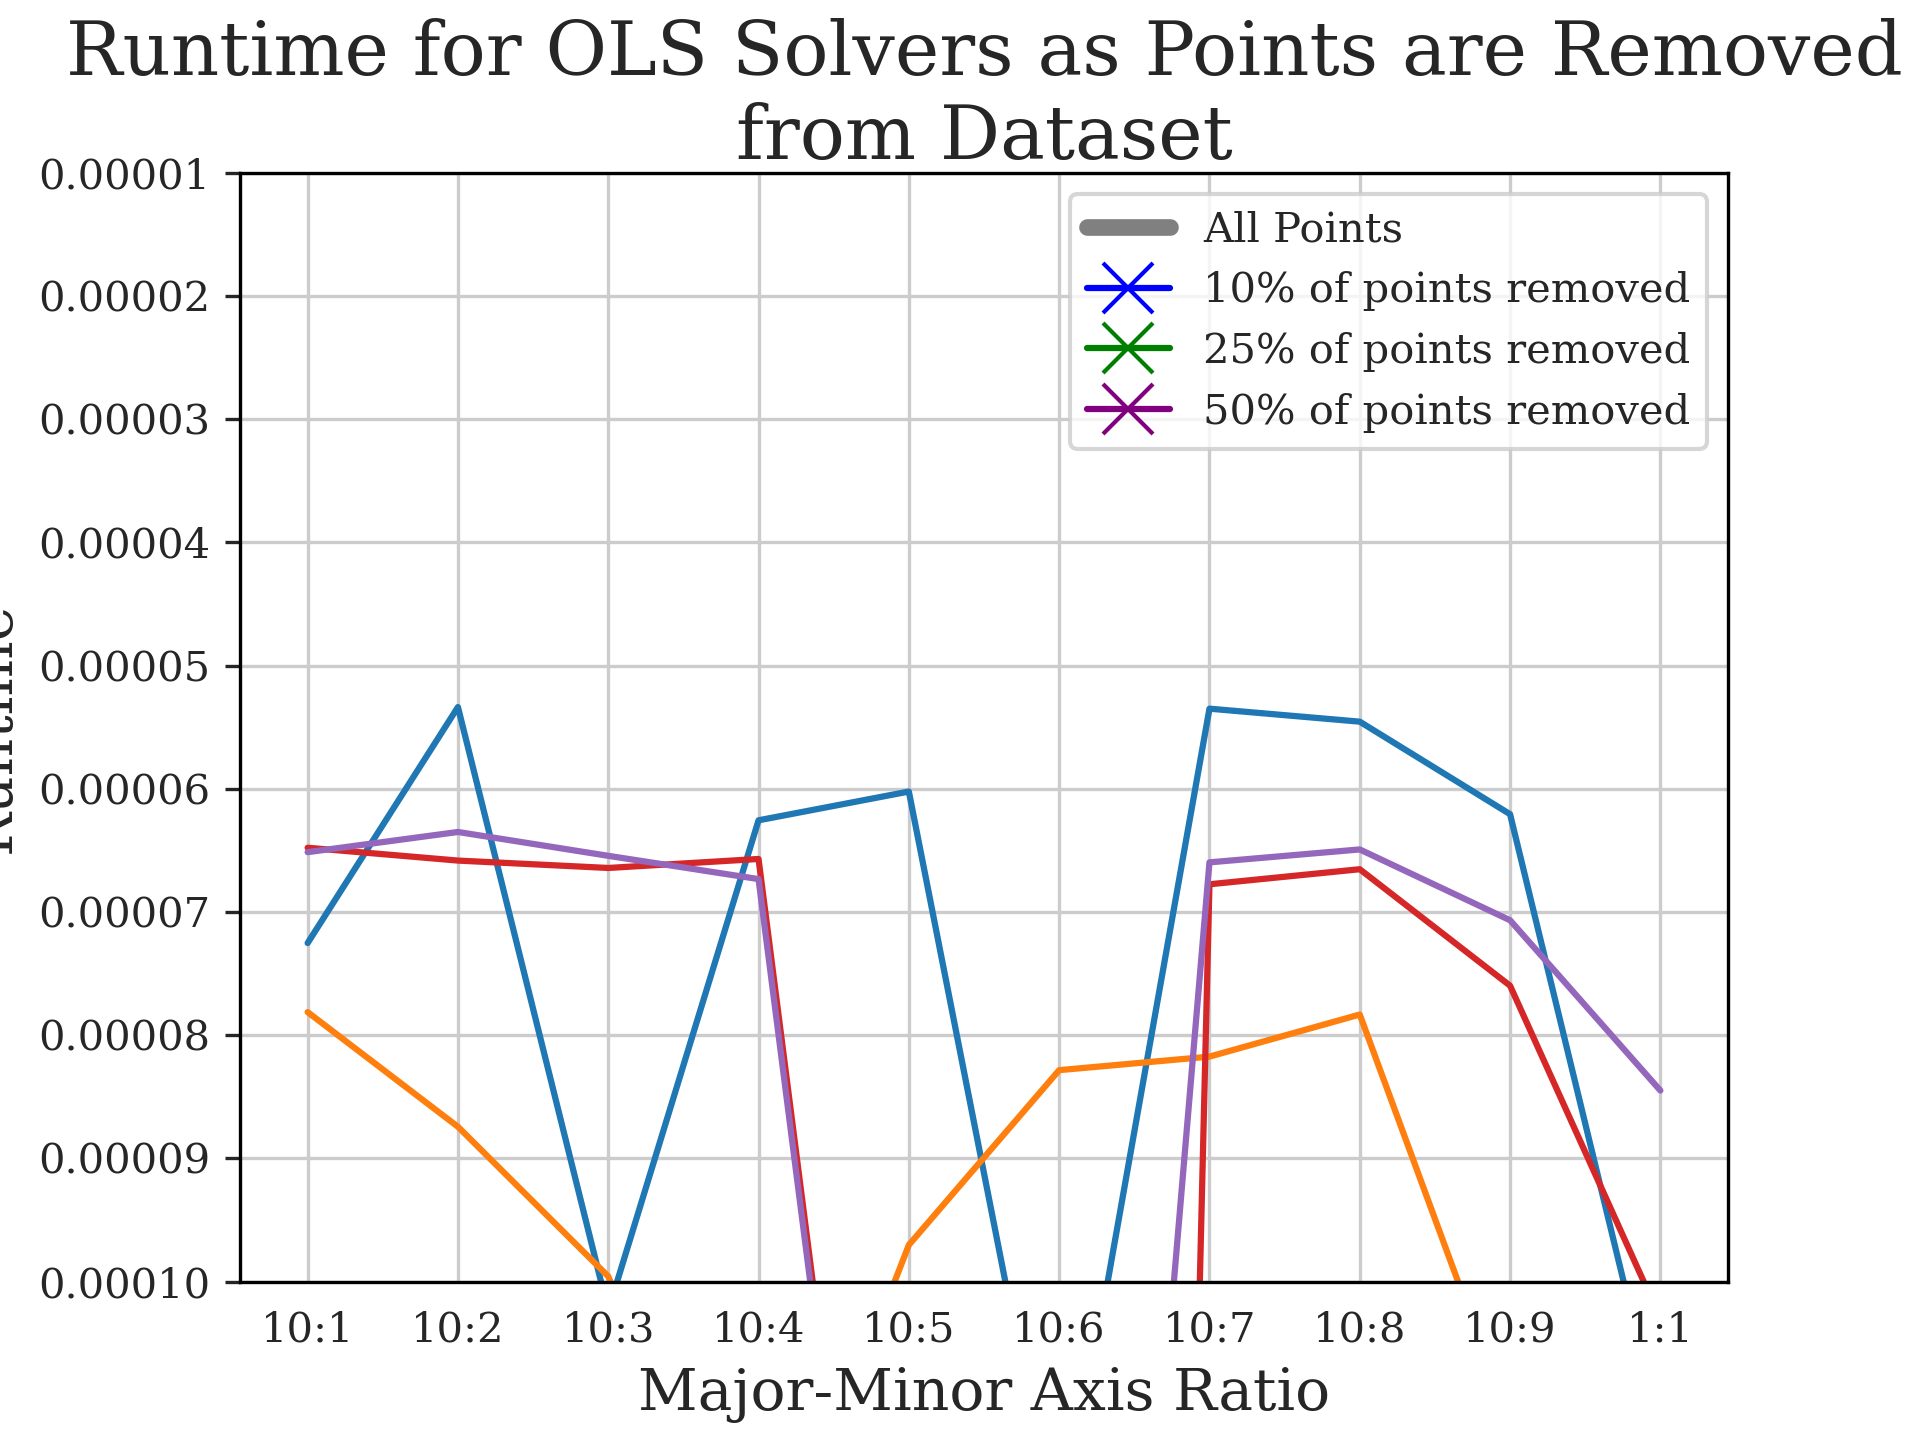 Runtime for OLS Solvers as Points are Removed
from Dataset
0.00001
0.00002
0.00003
0.00004
0.00005
0.00006
0.00007
0.00008
0.00009
0.00010
Runtime
All Points
10% of points removed
25% of points removed
50% of points removed
10:1 10:2 10:3 10:4 10:5 10:6 10:7 10:8 10:9 1:1
Major-Minor Axis Ratio